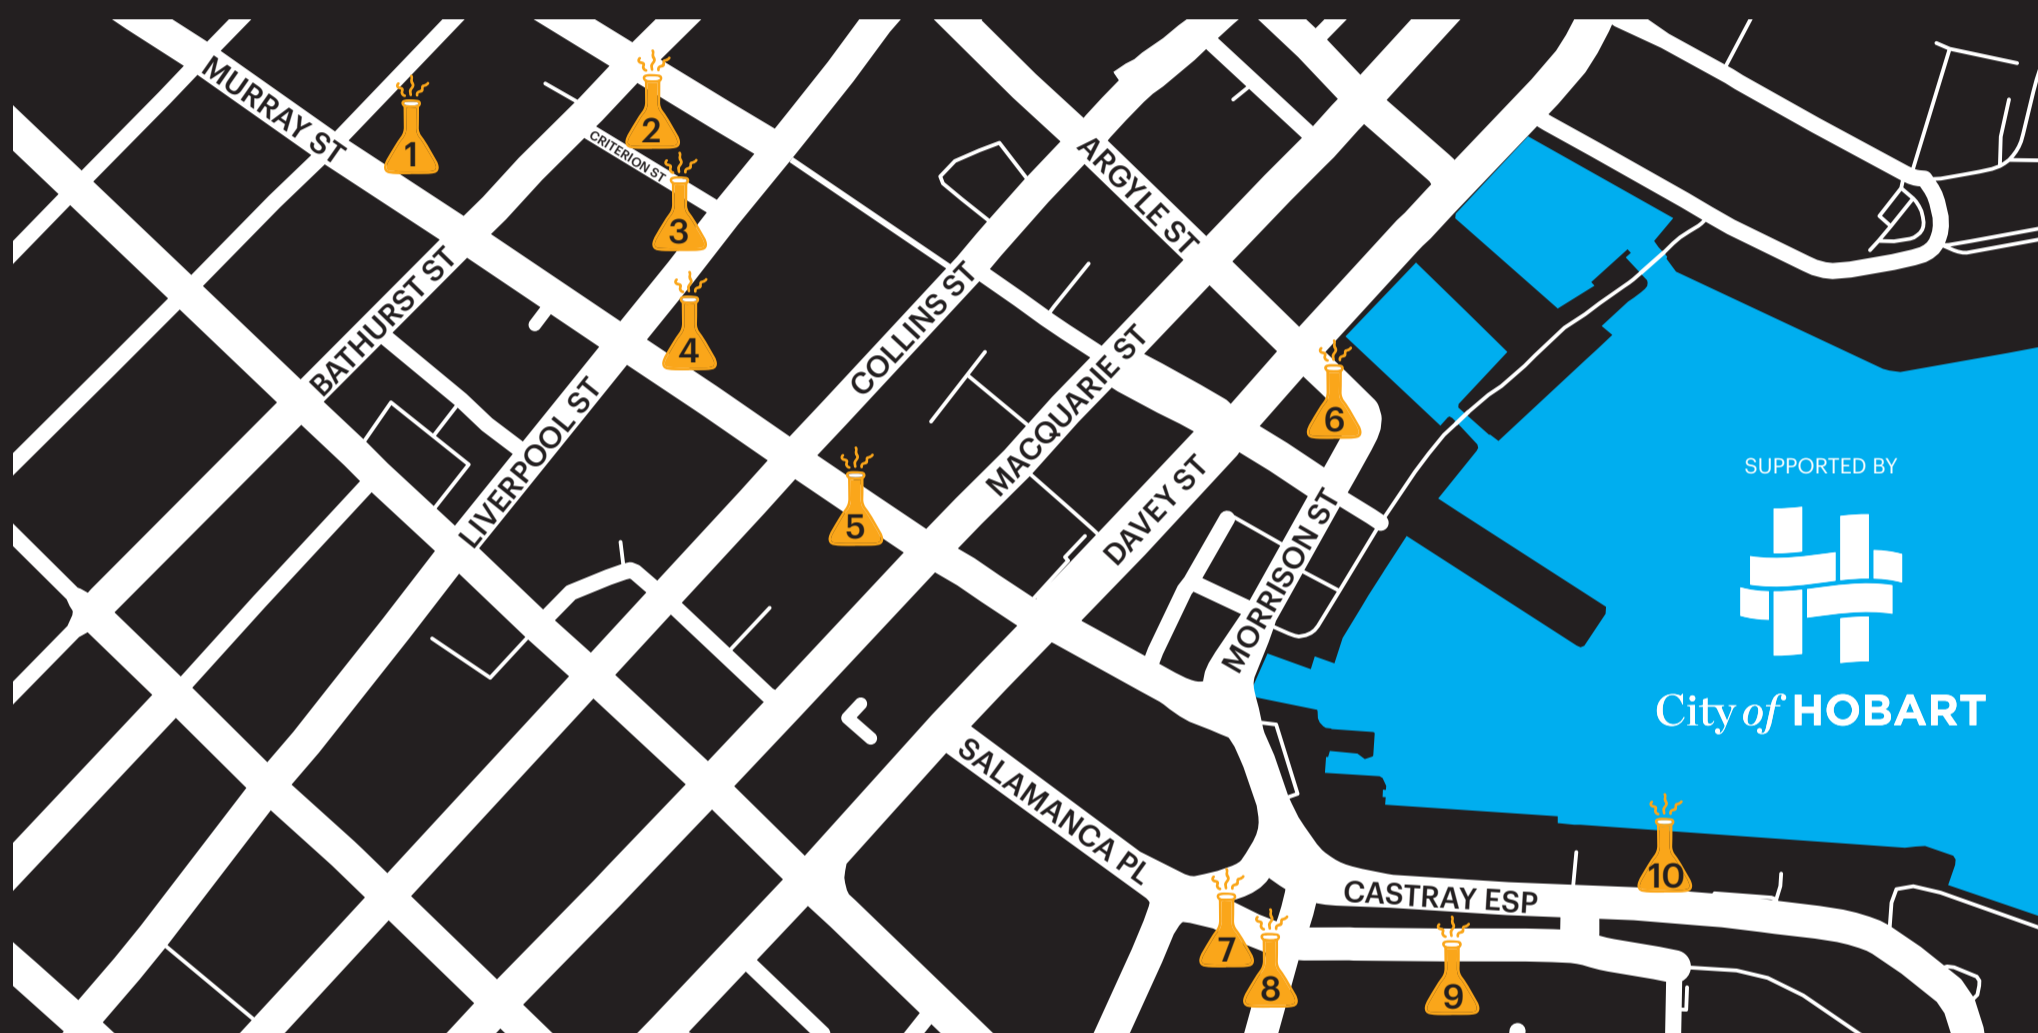 MURRAY ST
1
2
CRITERION ST
3
ARGYLE ST
BATHURST ST
4
COLLINS ST
MACQUARIE ST
LIVERPOOL ST
6
5
DAVEY ST
MORRISON ST
SUPPORTED BY
City of HOBART
SALAMANCA PL
CASTRAY ESP
10
7
8
9